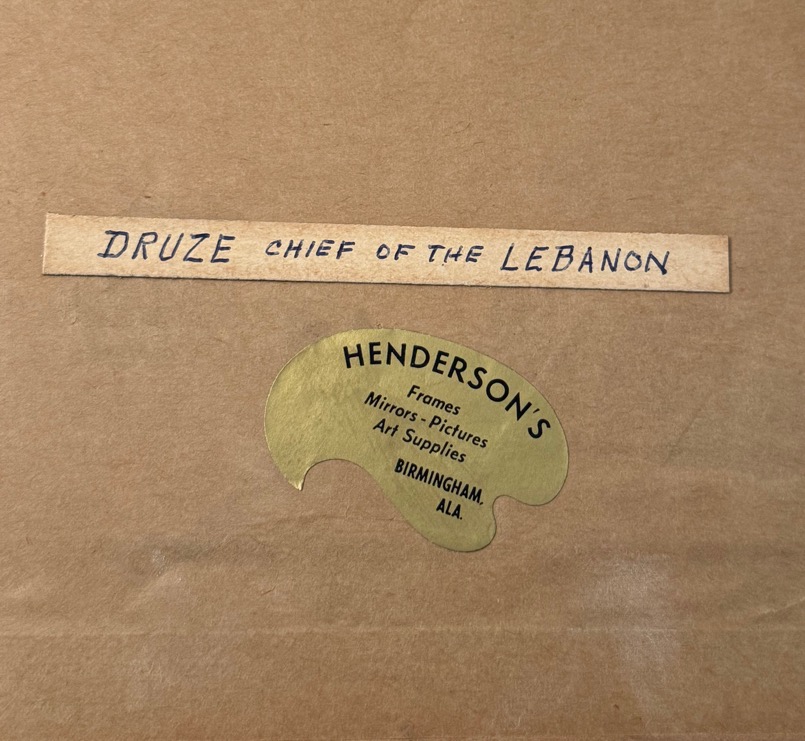 DRUZE CHIEF OF THE LEBANON
HENDERSON'S
Frames
Mirrors - Pictures
Art Supplies
BIRMINGHAM,
ALA.